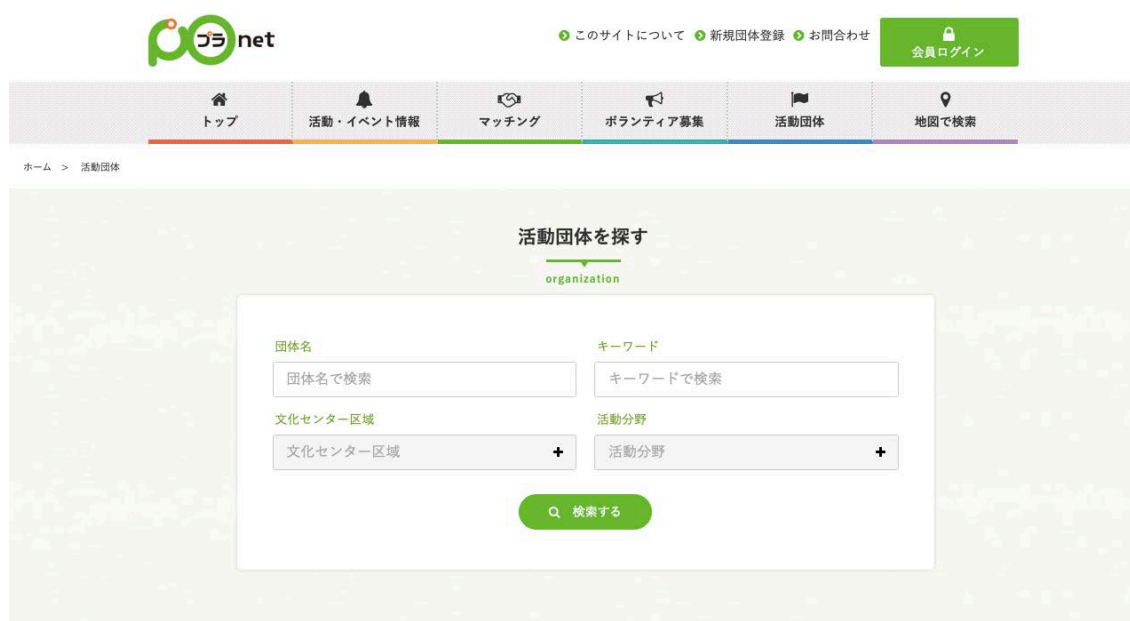 プラnet
このサイトについて 新規団体登録 お問合わせ
会員ログイン
トップ 活動・イベント情報 マッチング ボランティア募集 活動団体 地図で検索
ホーム > 活動団体
活動団体を探す
organization
団体名 キーワード
団体名で検索 キーワードで検索
文化センター区域 活動分野
文化センター区域 + 活動分野 +
検索する